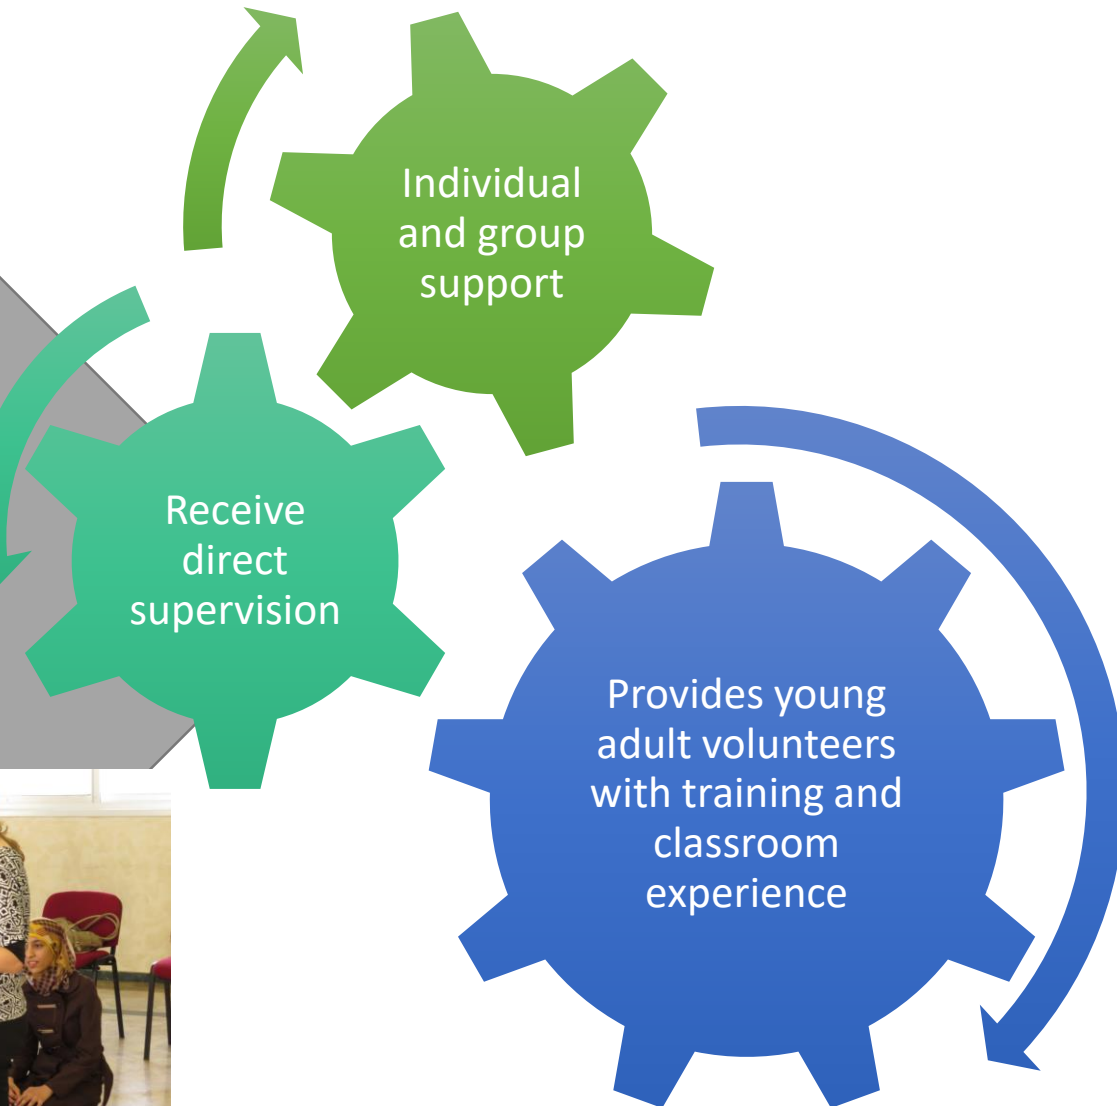 Individual
and group
support
Receive
direct
supervision
Provides young
adult volunteers
with training and
classroom
experience